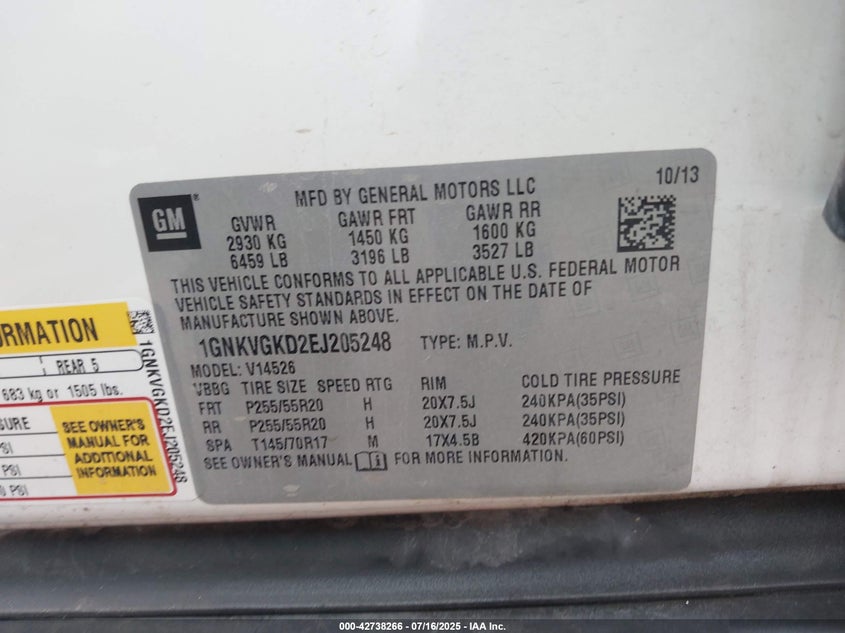 MFD BY GENERAL MOTORS LLC
10/13
GM
GVWR GAWR FRT GAWR RR
2930 KG 1450 KG 1600 KG
6459 LB 3196 LB 3527 LB
THIS VEHICLE CONFORMS TO ALL APPLICABLE U.S. FEDERAL MOTOR
VEHICLE SAFETY STANDARDS IN EFFECT ON THE DATE OF
MANUFACTURE SHOWN ABOVE.
1GNKVGKD2EJ205248 TYPE: M.P.V.
MODEL: V14526
VBBG TIRE SIZE SPEED RTG RIM COLD TIRE PRESSURE
FRT P255/55R20 H 20X7.5J 240KPA(35PSI)
RR P255/55R20 H 20X7.5J 240KPA(35PSI)
SPA T145/70R17 M 17X4.5B 420KPA(60PSI)
SEE OWNER'S MANUAL FOR MORE INFORMATION.
REAR 5
683 kg or 1505 lbs.
SEE OWNER'S
MANUAL FOR
ADDITIONAL
INFORMATION
PSI
1GNKVGKD2EJ205248
000-42738266 - 07/16/2025 - IAA Inc.